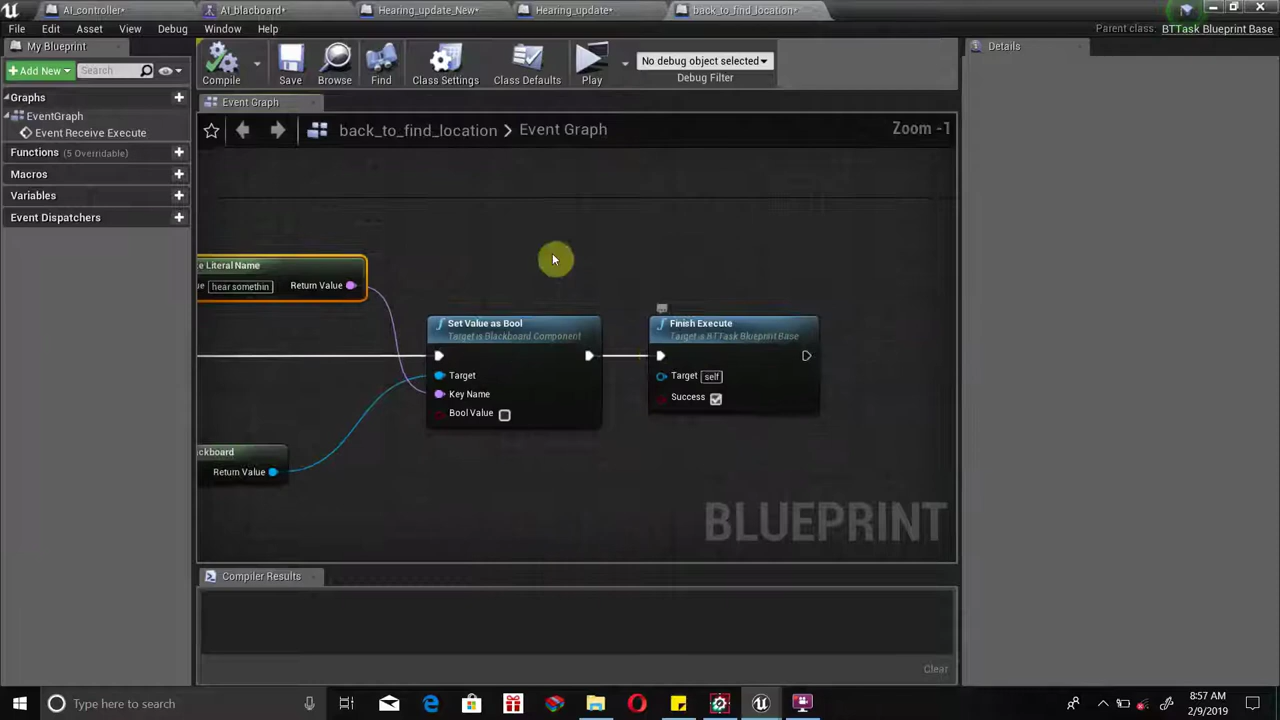 AI_controller*
AI_blacboard*
Hearing_update_New*
Hearing_update*
back_to_find_location*
File
Edit
Asset
View
Debug
Window
Help
Parent class:
BTTask Blueprint Base
My Blueprint
Details
Add New
Search
Compile
Save
Browse
Find
Class Settings
Class Defaults
Play
No debug object selected
Debug Filter
Graphs
EventGraph
Event Receive Execute
Functions (5 Overridable)
Macros
Variables
Event Dispatchers
Event Graph
back_to_find_location > Event Graph
Zoom -1
e Literal Name
ue hear somethin
Return Value
Set Value as Bool
Target is Blackboard Component
Target
Key Name
Bool Value
Finish Execute
Target is BTTask Blueprint Base
Target self
Success
ackboard
Return Value
BLUEPRINT
Compiler Results
Clear
Type here to search
8:57 AM
2/9/2019